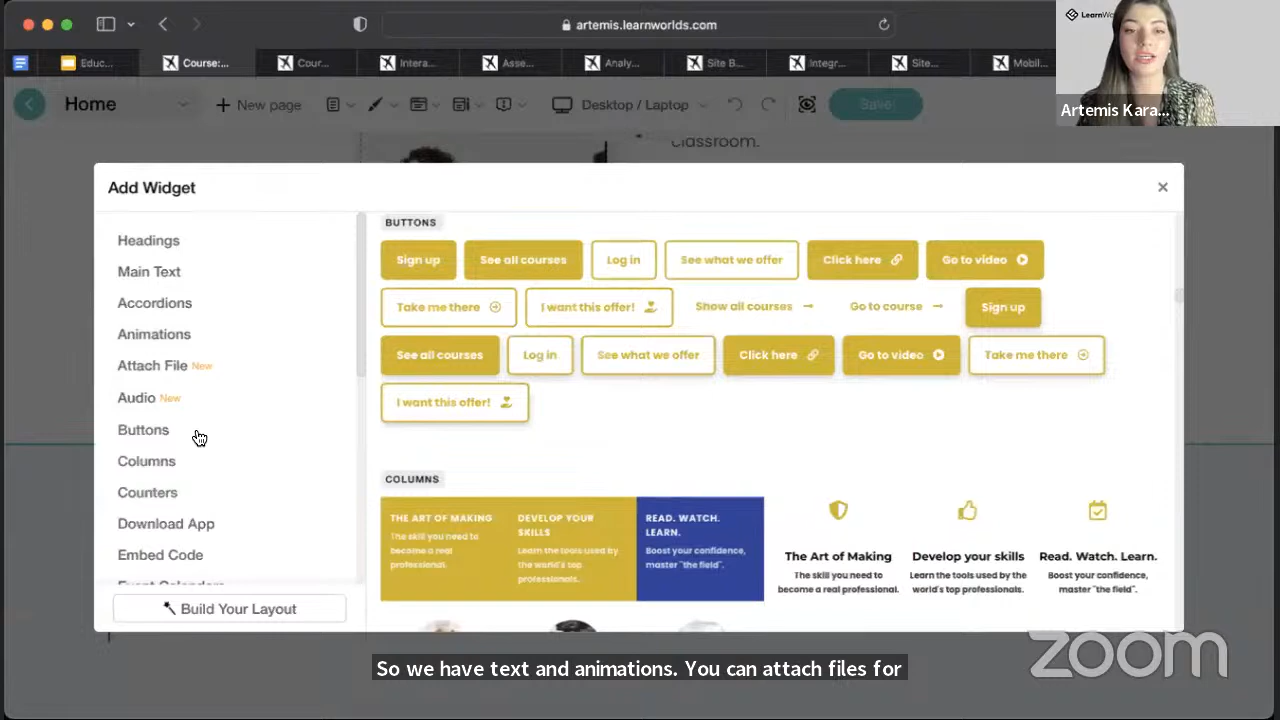 artemis.learnworlds.com
Educ...
Course:...
Cour...
Intera...
Asse...
Analy...
Site B...
Integr...
Site...
Mobil...
Home
New page
Desktop / Laptop
Save
Artemis Kara...
Classroom.
Add Widget
Headings
Main Text
Accordions
Animations
Attach File New
Audio New
Buttons
Columns
Counters
Download App
Embed Code
Event Calendars
Build Your Layout
BUTTONS
Sign up
See all courses
Log in
See what we offer
Click here
Go to video
Take me there
I want this offer!
Show all courses
Go to course
Sign up
See all courses
Log in
See what we offer
Click here
Go to video
Take me there
I want this offer!
COLUMNS
THE ART OF MAKING
The skill you need to
become a real
professional.
DEVELOP YOUR
SKILLS
Learn the tools used by
the world's top
professionals.
READ. WATCH.
LEARN.
Boost your confidence,
master "the field".
The Art of Making
The skill you need to
become a real professional.
Develop your skills
Learn the tools used by the
world's top professionals.
Read. Watch. Learn.
Boost your confidence,
master "the field".
So we have text and animations. You can attach files for
zoom